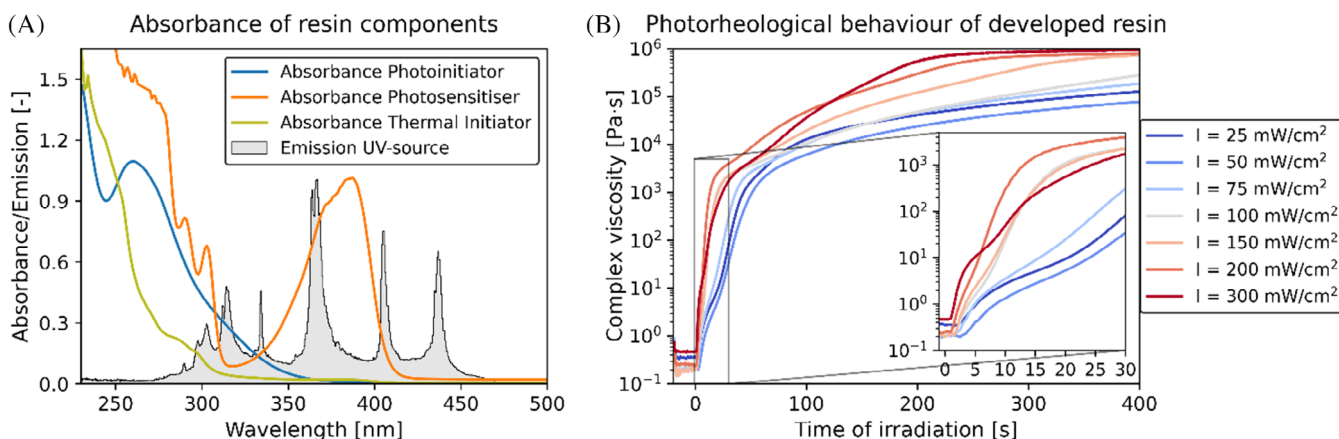 (A) Absorbance of resin components
Absorbance/Emission [-]
1.5
1.2
0.9
0.6
0.3
0.0
Absorbance Photoinitiator
Absorbance Photosensitiser
Absorbance Thermal Initiator
Emission UV-source
250 300 350 400 450 500
Wavelength [nm]
(B) Photorheological behaviour of developed resin
Complex viscosity [Pa·s]
10⁶
10⁵
10⁴
10³
10²
10¹
10⁰
10⁻¹
0 100 200 300 400
Time of irradiation [s]
10³
10²
10¹
10⁰
10⁻¹
0 5 10 15 20 25 30
I = 25 mW/cm²
I = 50 mW/cm²
I = 75 mW/cm²
I = 100 mW/cm²
I = 150 mW/cm²
I = 200 mW/cm²
I = 300 mW/cm²